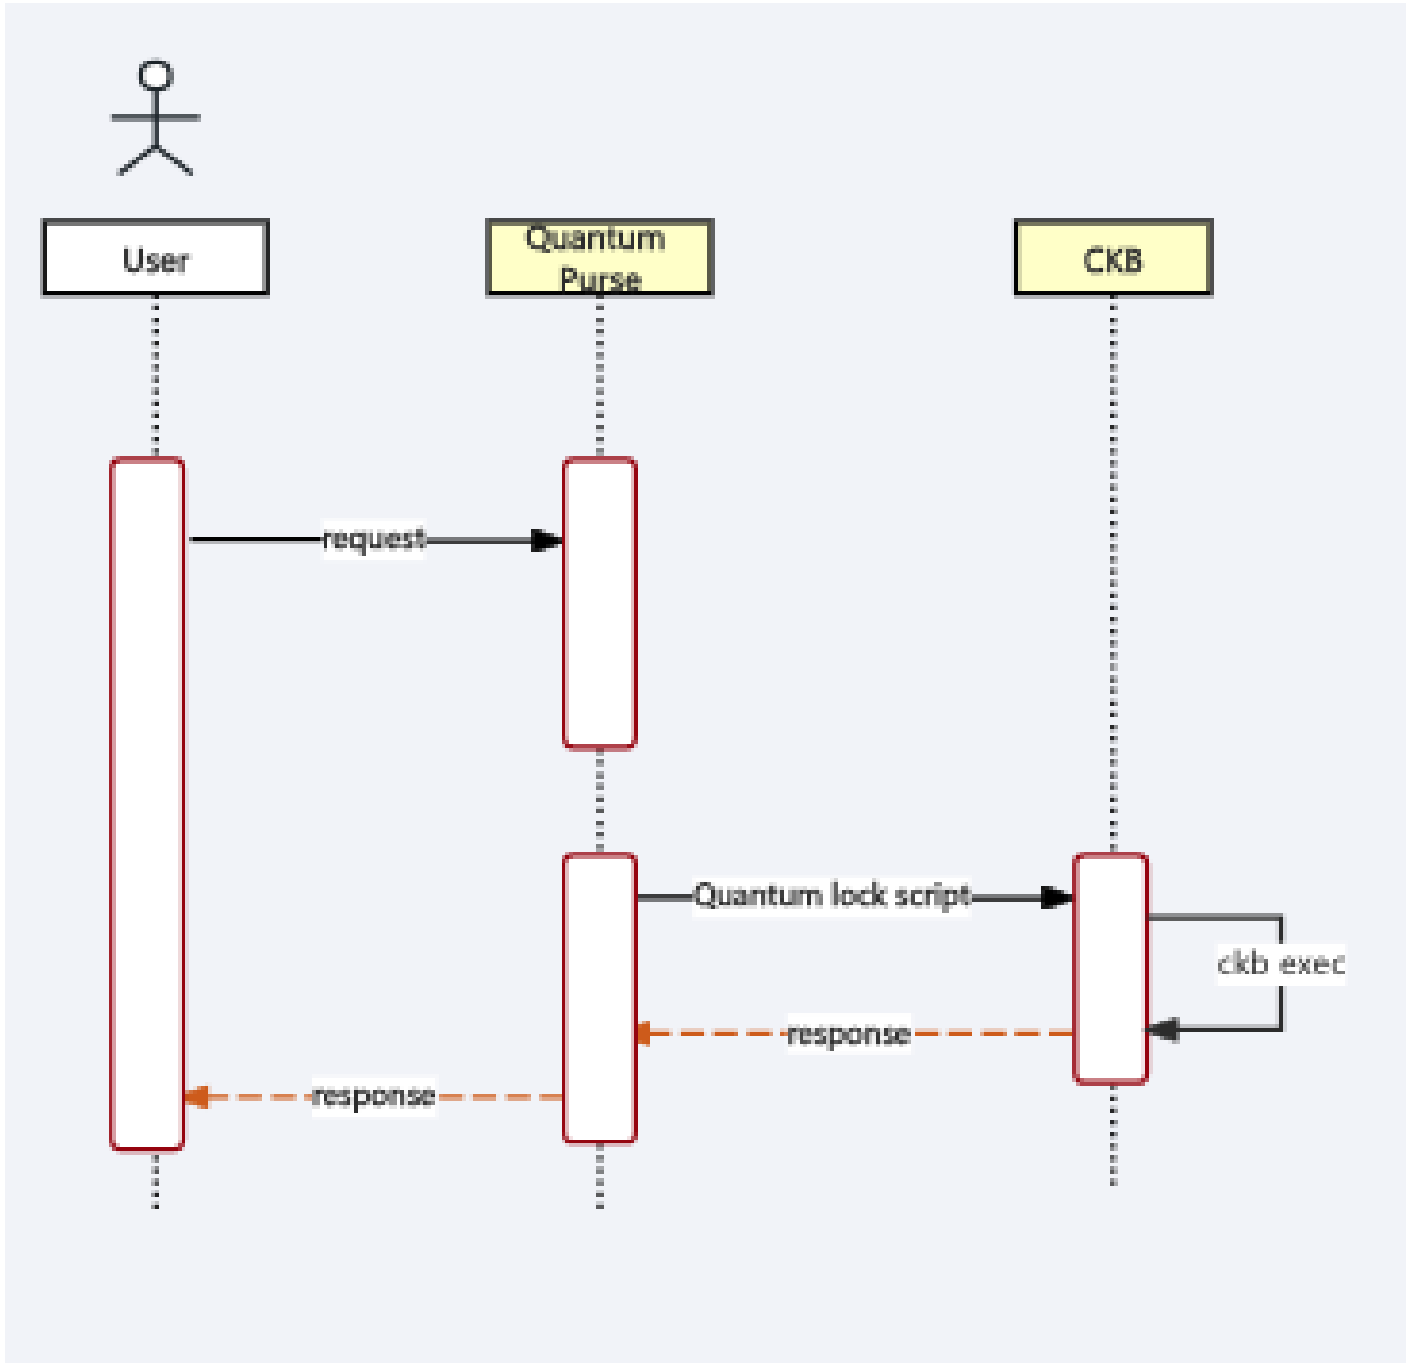 User
Quantum
Purse
CKB
request
Quantum lock script
ckb exec
response
response